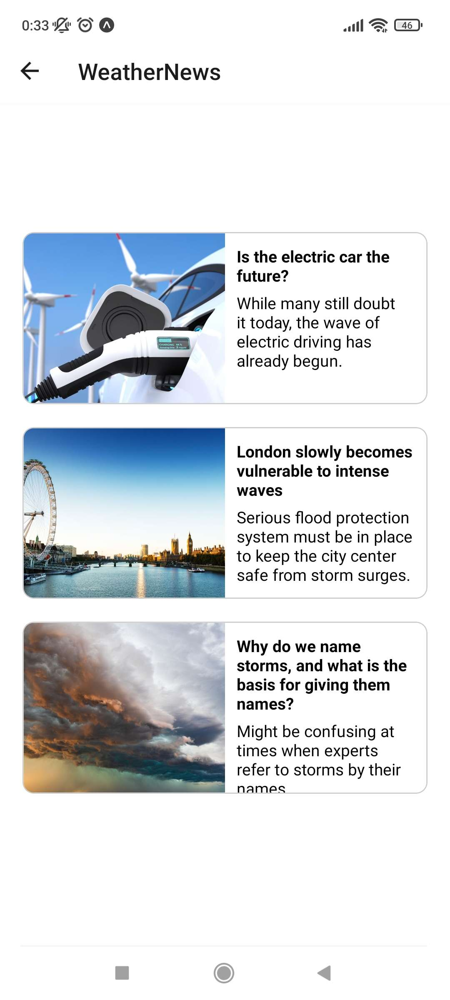 0:33
46
WeatherNews
Is the electric car the
future?
While many still doubt
it today, the wave of
electric driving has
already begun.
CHARGING 44 %
2 minute
London slowly becomes
vulnerable to intense
waves
Serious flood protection
system must be in place
to keep the city center
safe from storm surges.
Why do we name
storms, and what is the
basis for giving them
names?
Might be confusing at
times when experts
refer to storms by their
names